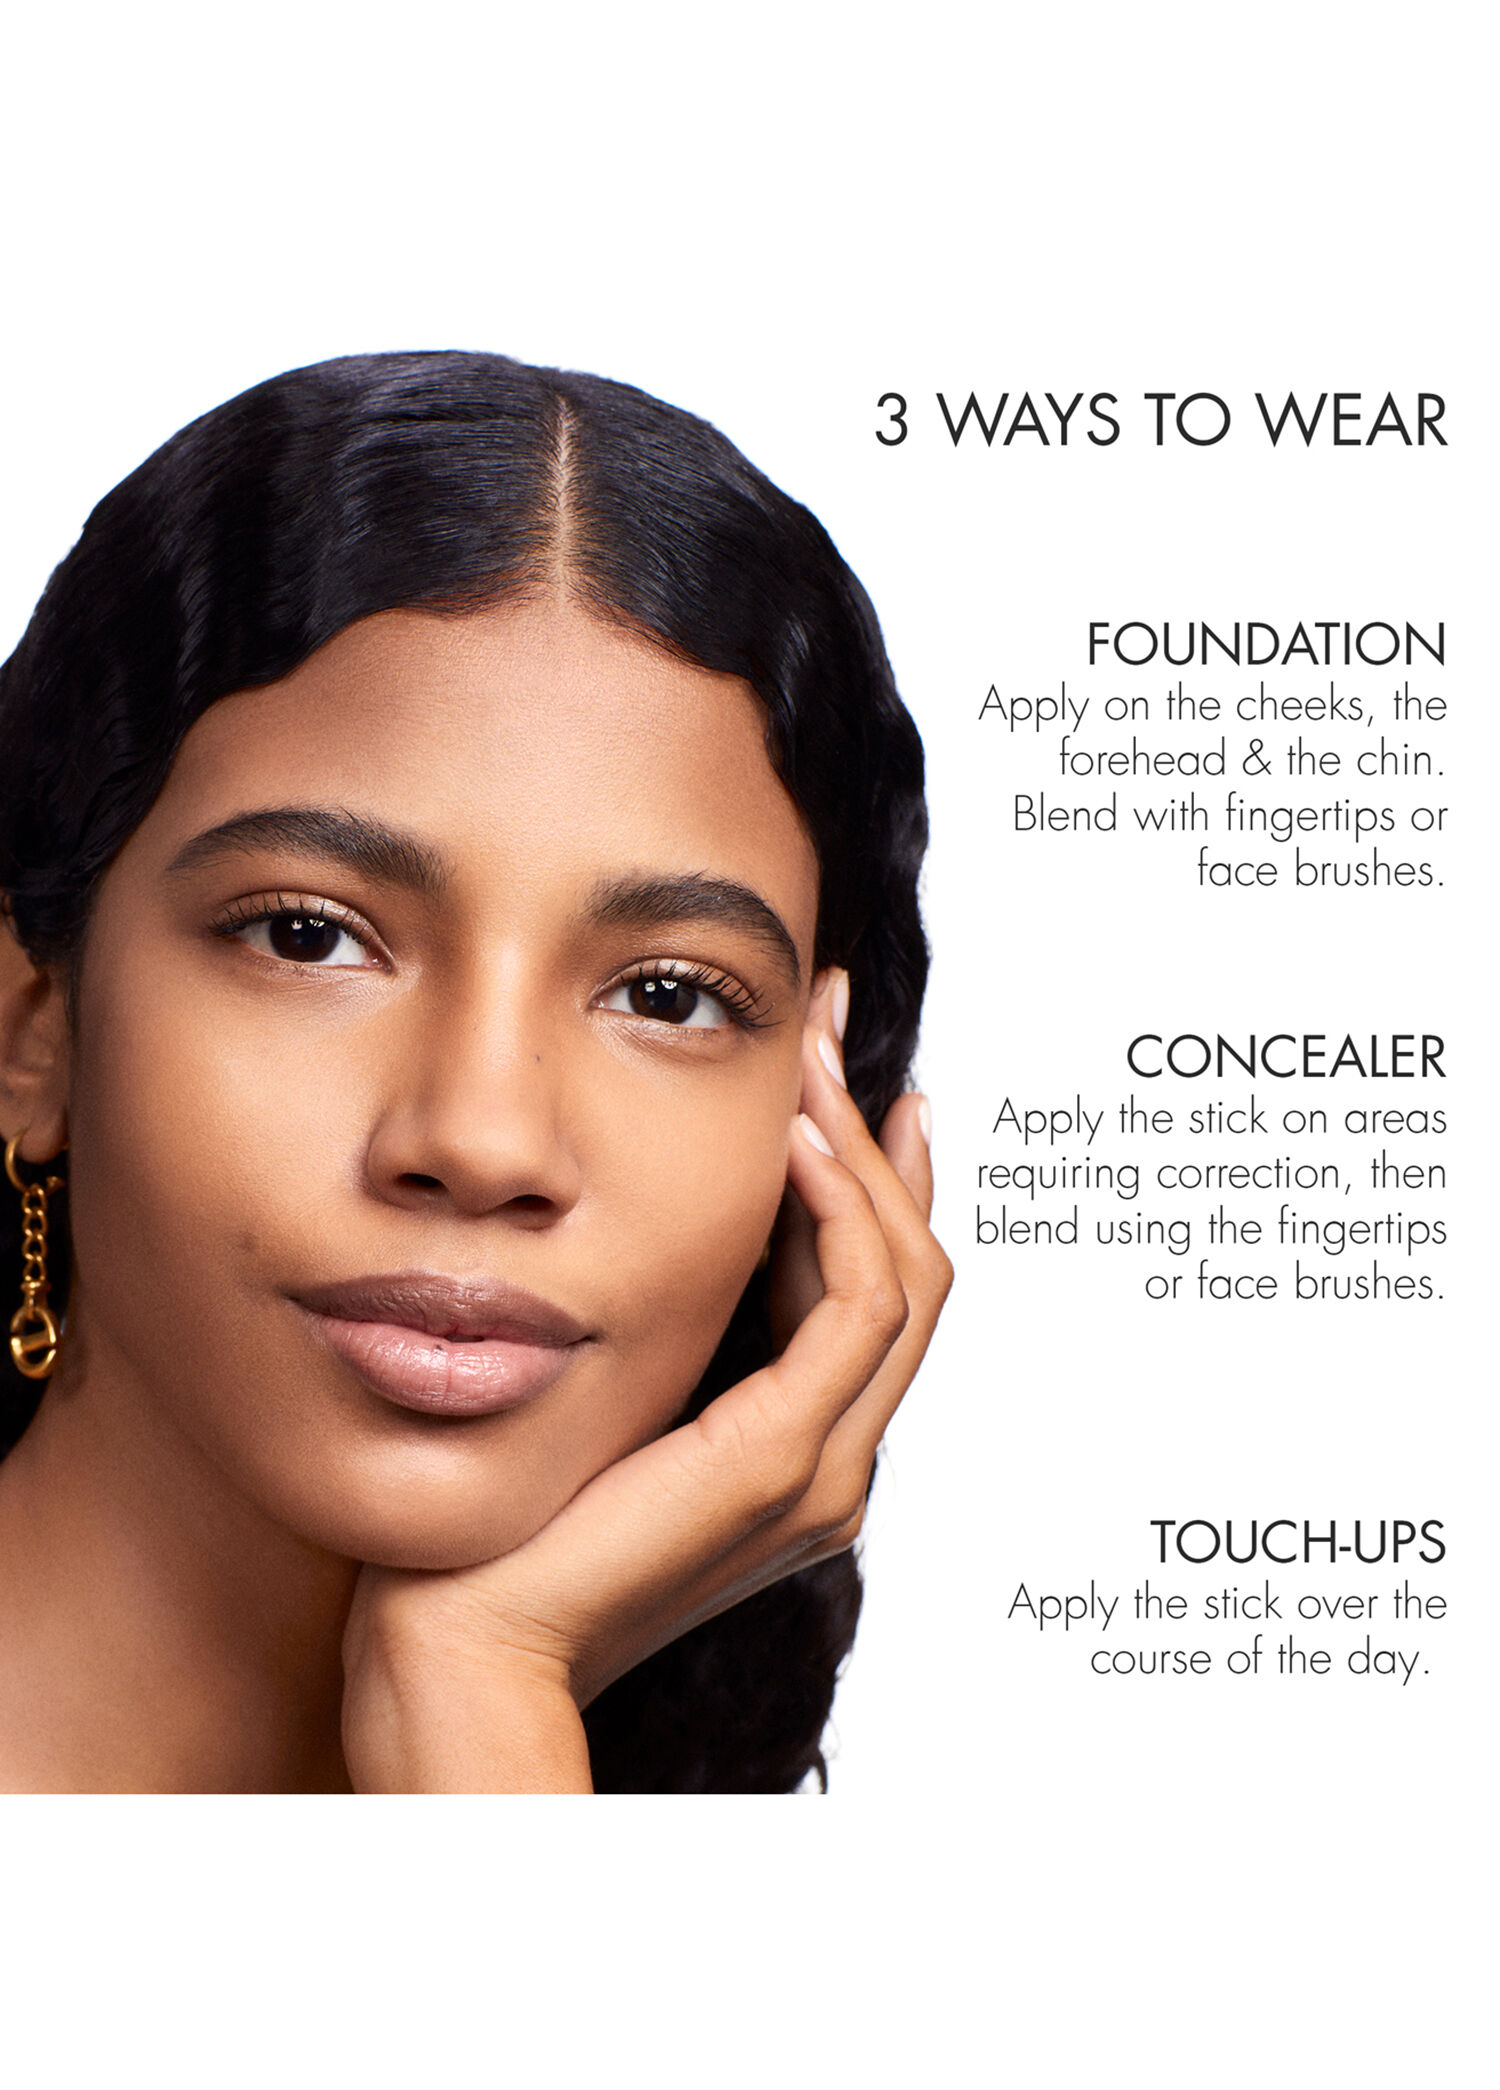 3 WAYS TO WEAR
FOUNDATION
Apply on the cheeks, the
forehead & the chin.
Blend with fingertips or
face brushes.
CONCEALER
Apply the stick on areas
requiring correction, then
blend using the fingertips
or face brushes.
TOUCH-UPS
Apply the stick over the
course of the day.